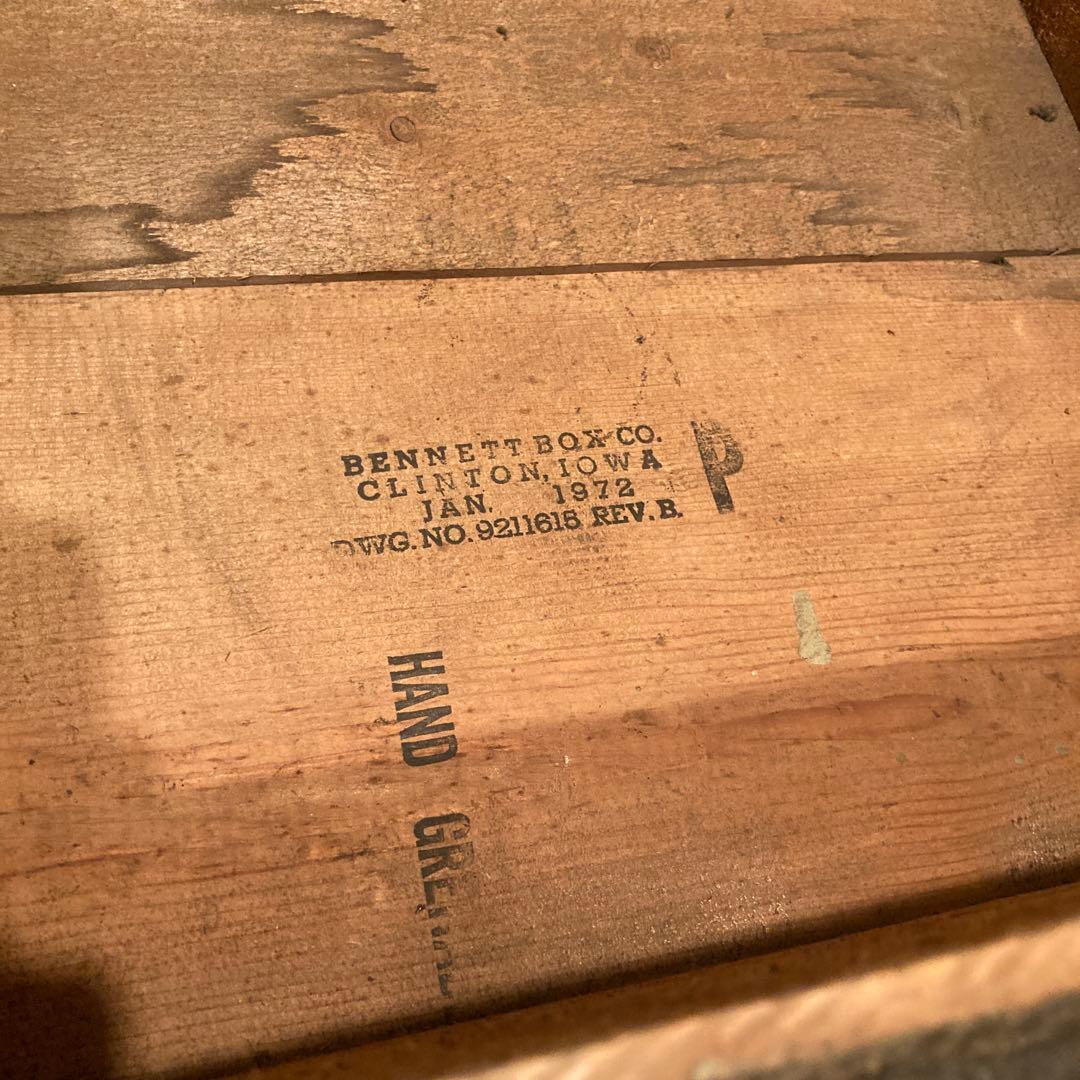 BENNETT BOX CO.
CLINTON, IOWA
JAN. 1972
DWG. NO. 9211615 REV. B.
P
HAND